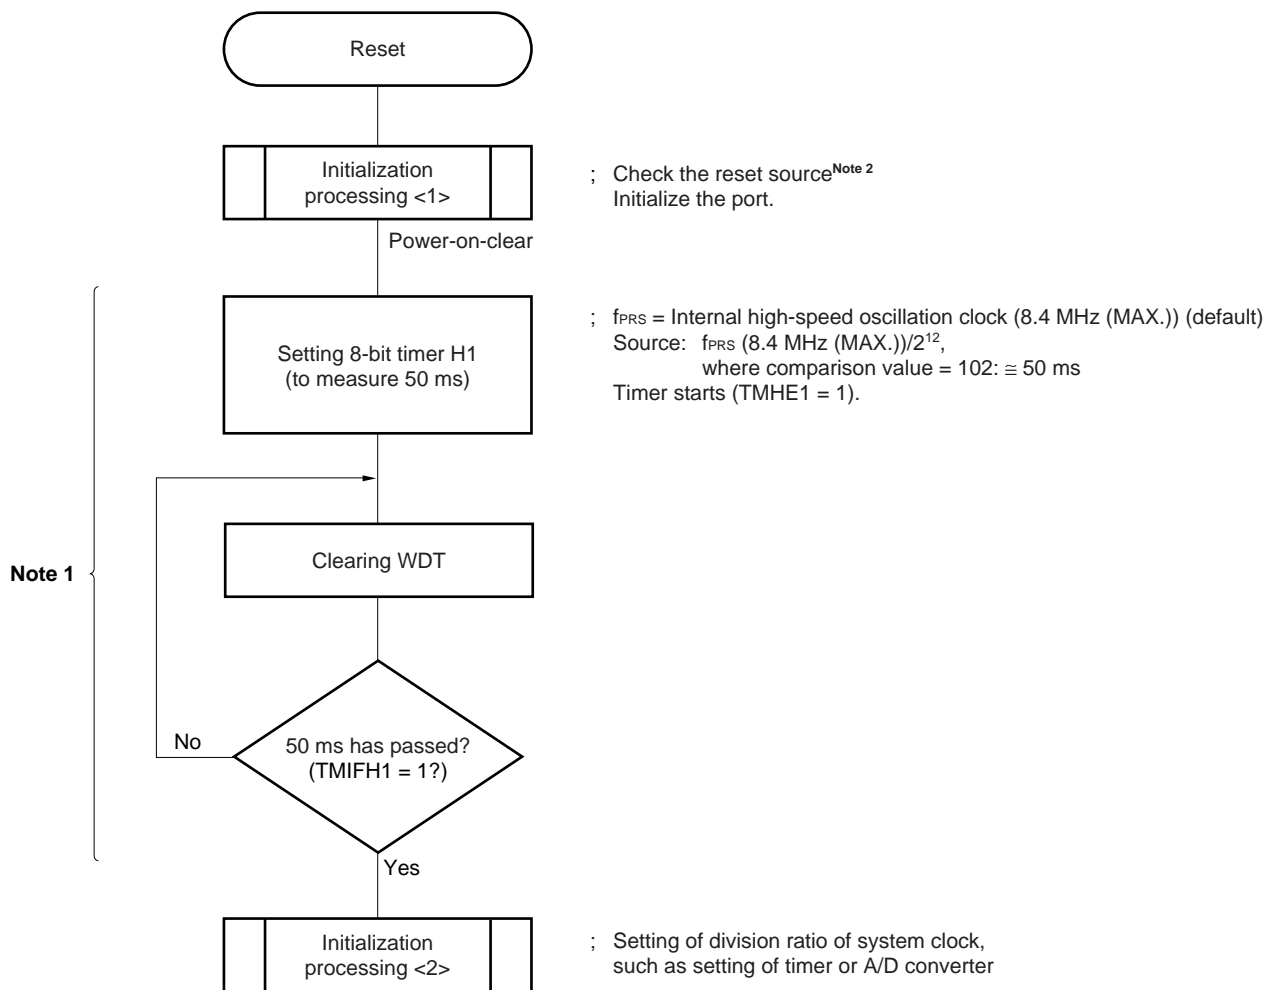 Reset
Initialization
processing <1>
; Check the reset sourceNote 2
Initialize the port.
Power-on-clear
Setting 8-bit timer H1
(to measure 50 ms)
; fPRS = Internal high-speed oscillation clock (8.4 MHz (MAX.)) (default)
Source: fPRS (8.4 MHz (MAX.))/2^12,
where comparison value = 102: ≅ 50 ms
Timer starts (TMHE1 = 1).
Clearing WDT
Note 1
No
50 ms has passed?
(TMIFH1 = 1?)
Yes
Initialization
processing <2>
; Setting of division ratio of system clock,
such as setting of timer or A/D converter